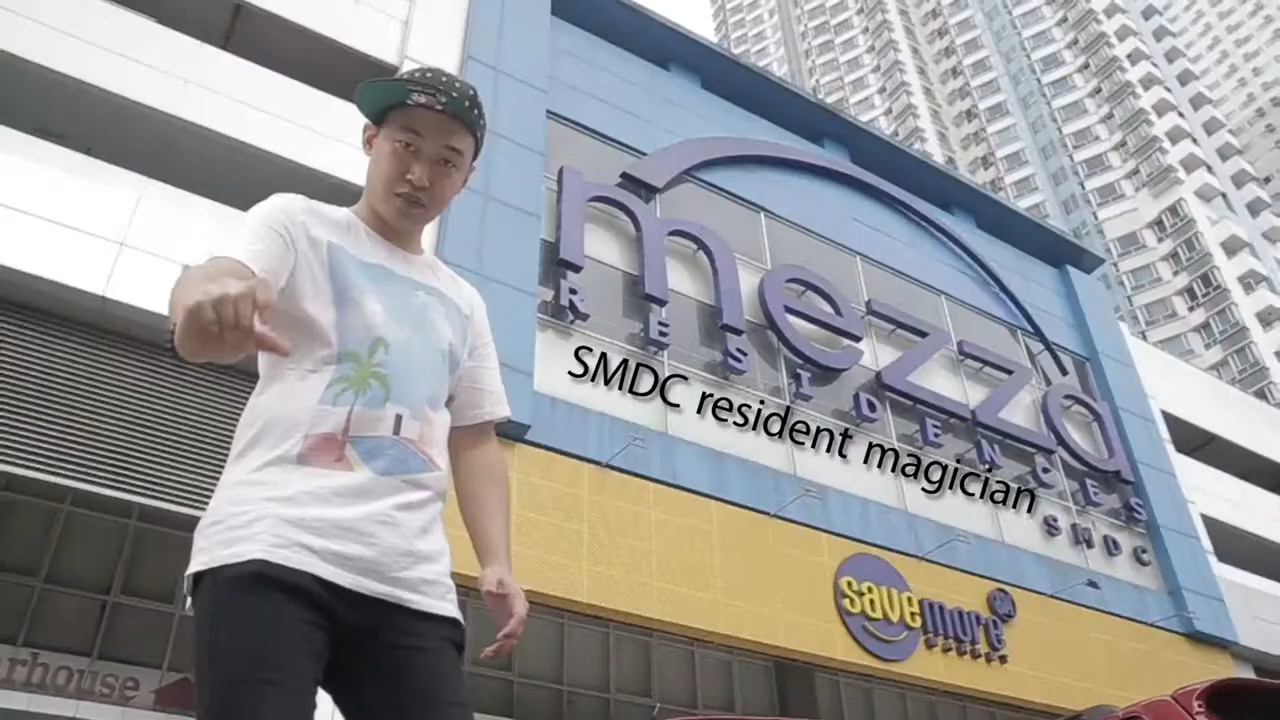 mezza
RESIDENCES
SMDC
SMDC resident magician
savemore
rhouse